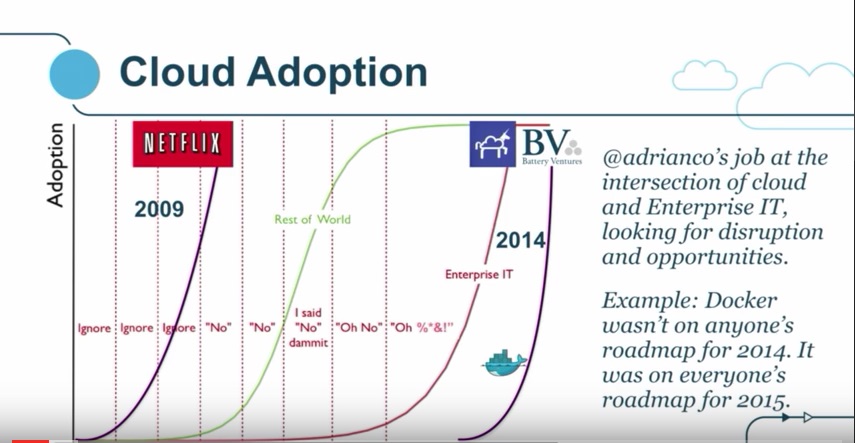 Cloud Adoption
Adoption
NETFLIX
2009
Rest of World
BV
Battery Ventures
2014
Enterprise IT
Ignore
Ignore
Ignore
"No"
"No"
I said
"No"
dammit
"Oh No"
"Oh %*&!"
@adrianco's job at the
intersection of cloud
and Enterprise IT,
looking for disruption
and opportunities.
Example: Docker
wasn't on anyone's
roadmap for 2014. It
was on everyone's
roadmap for 2015.